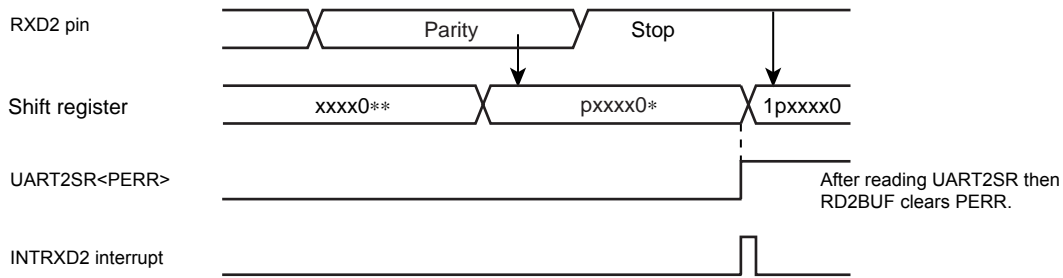 RXD2 pin
Parity
Stop
Shift register
xxxx0**
pxxxx0*
1pxxxx0
UART2SR<PERR>
After reading UART2SR then
RD2BUF clears PERR.
INTRXD2 interrupt